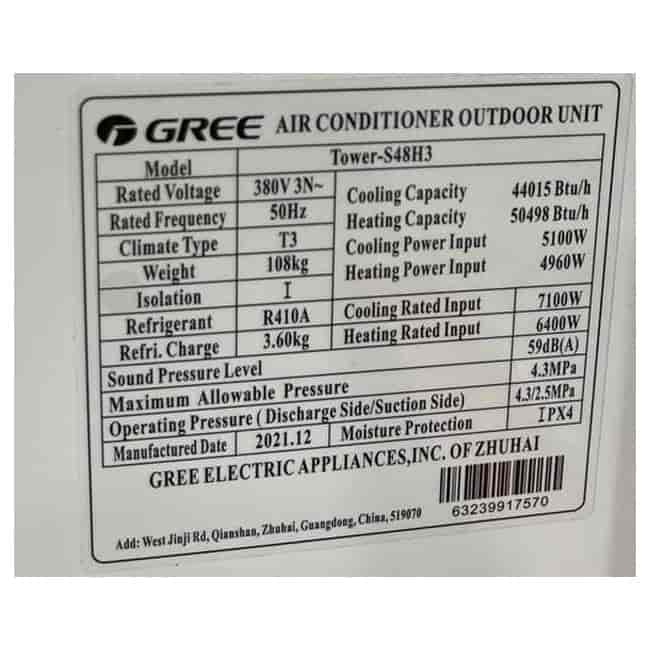 GREE AIR CONDITIONER OUTDOOR UNIT
Model Tower-S48H3
Rated Voltage 380V 3N~ Cooling Capacity 44015 Btu/h
Rated Frequency 50Hz Heating Capacity 50498 Btu/h
Climate Type T3 Cooling Power Input 5100W
Weight 108kg Heating Power Input 4960W
Isolation I
Refrigerant R410A Cooling Rated Input 7100W
Refri. Charge 3.60kg Heating Rated Input 6400W
Sound Pressure Level 59dB(A)
Maximum Allowable Pressure 4.3MPa
Operating Pressure ( Discharge Side/Suction Side) 4.3/2.5MPa
Manufactured Date 2021.12 Moisture Protection IPX4
GREE ELECTRIC APPLIANCES,INC. OF ZHUHAI
63239917570
Add: West Jinji Rd, Qianshan, Zhuhai, Guangdong, China, 519070